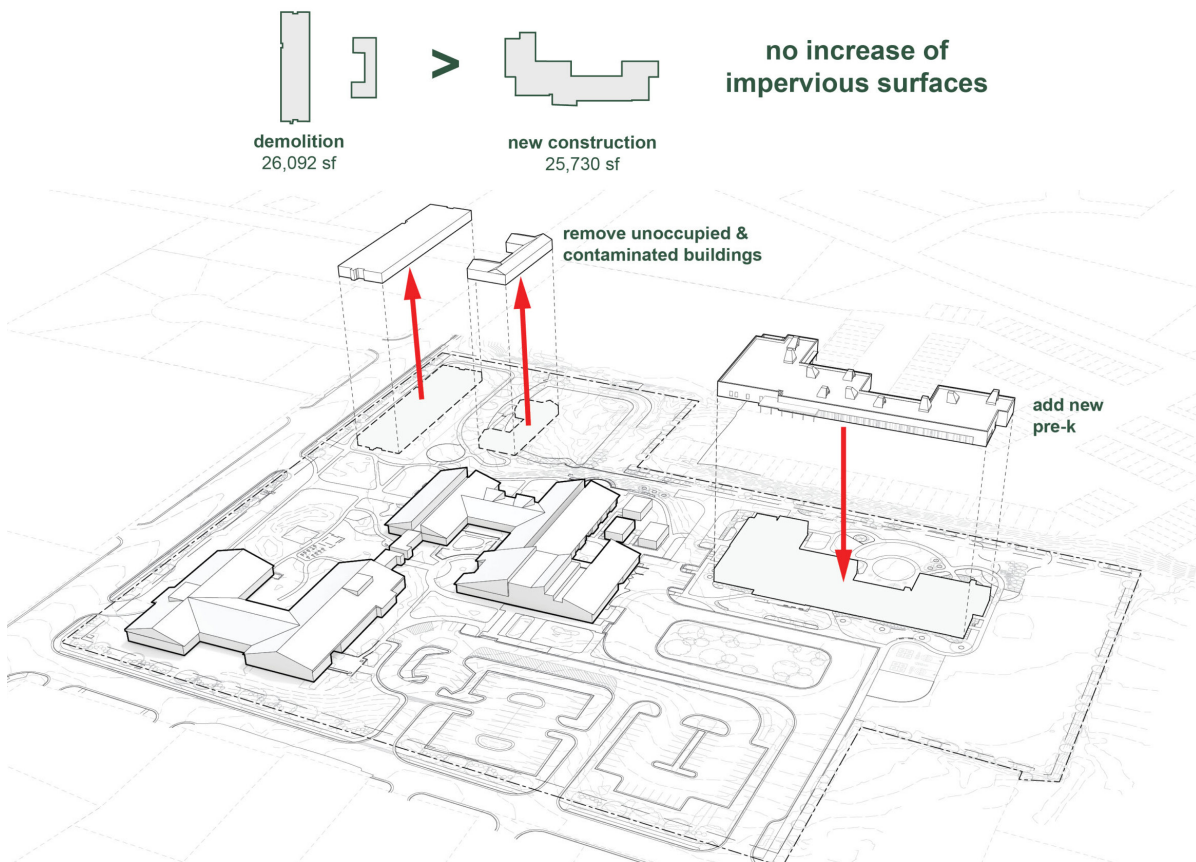 >
no increase of
impervious surfaces
demolition
26,092 sf
new construction
25,730 sf
remove unoccupied &
contaminated buildings
add new
pre-k